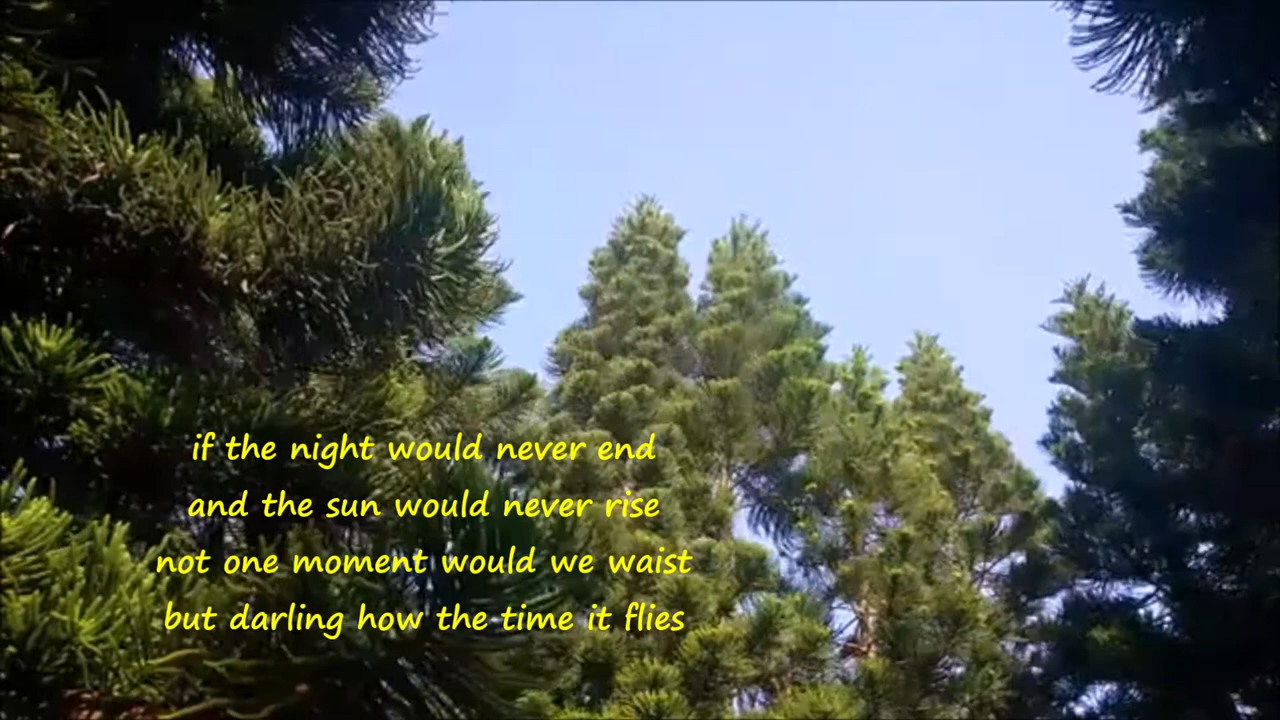 if the night would never end
and the sun would never rise
not one moment would we waist
but darling how the time it flies